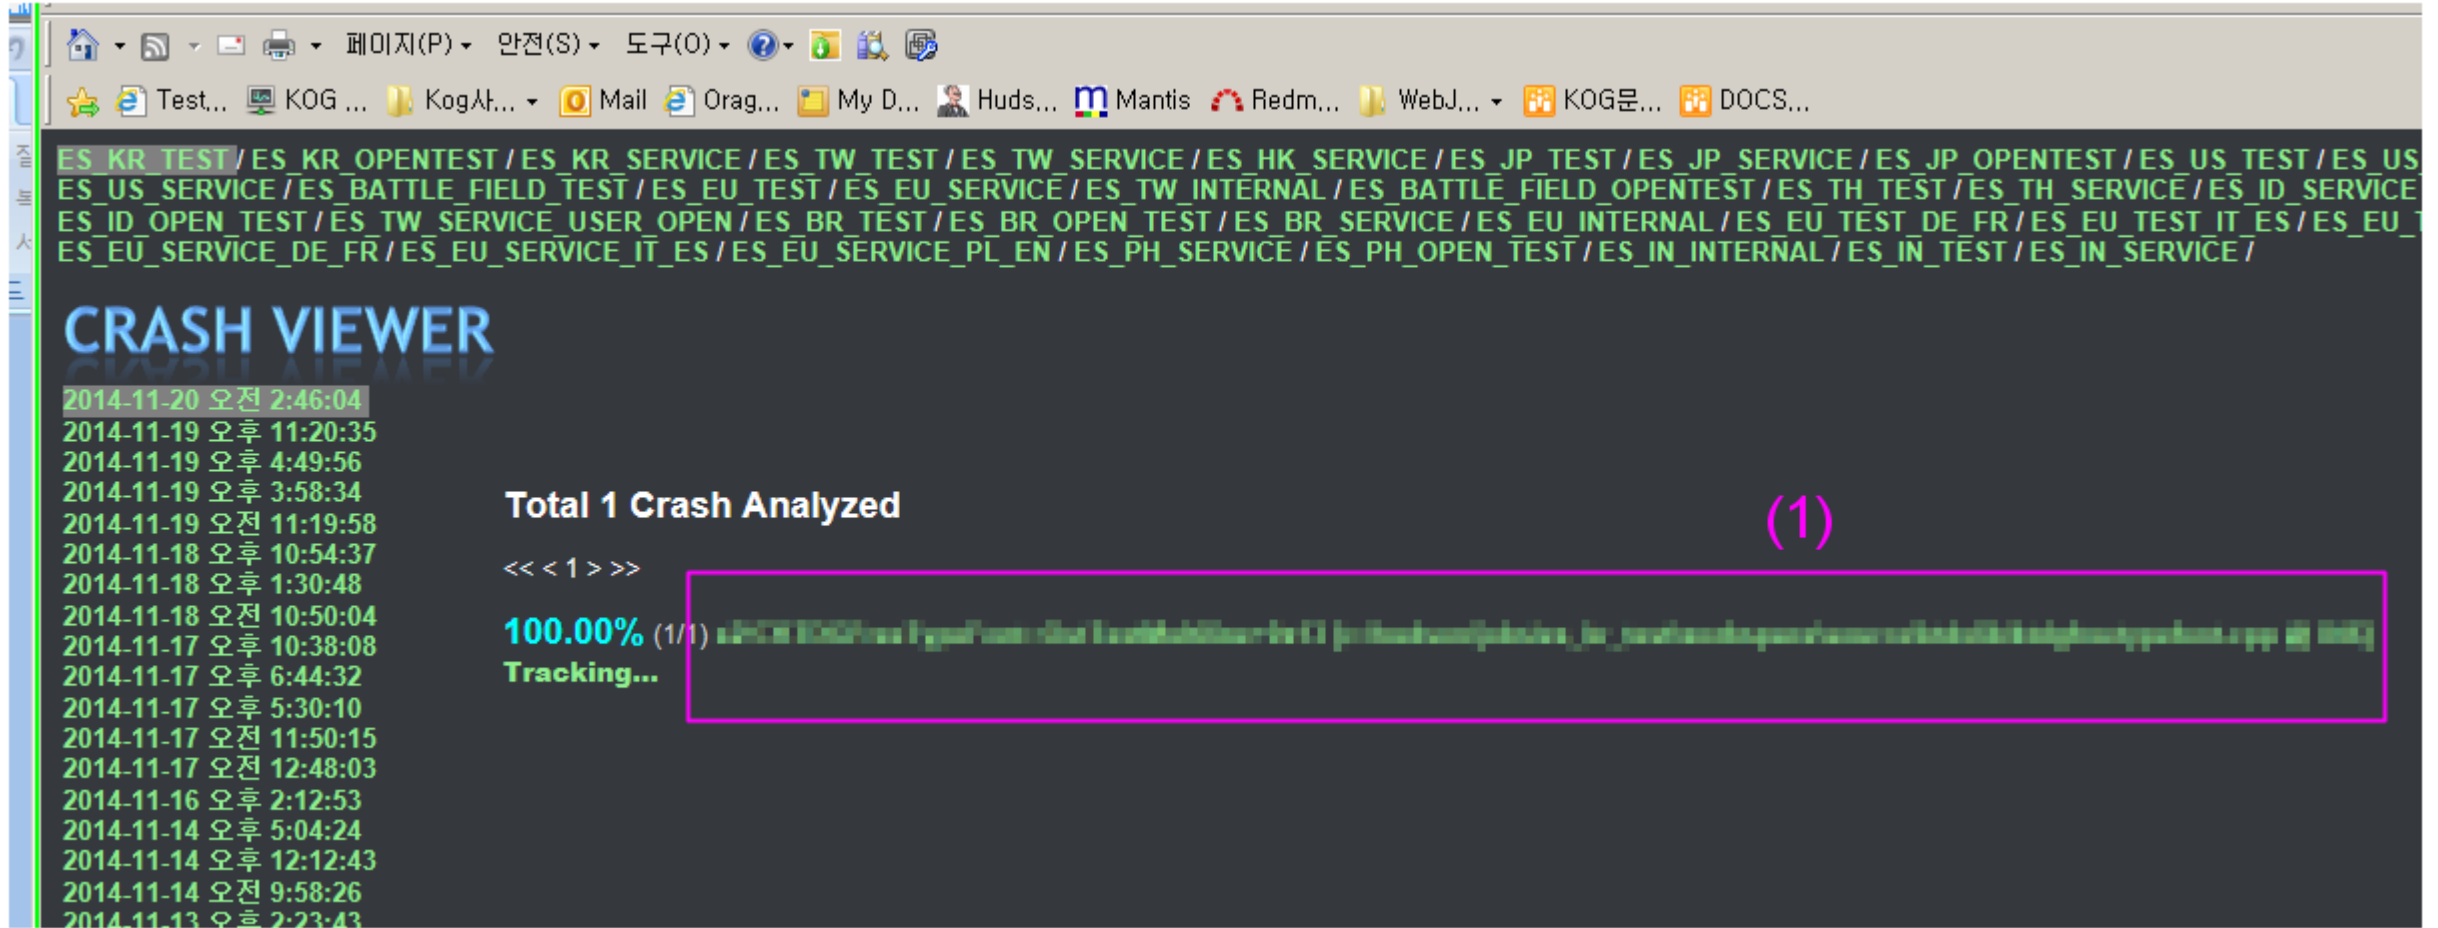 페이지(P) 안전(S) 도구(O)
Test... KOG ... Kog사... Mail Orag... My D... Huds... Mantis Redm... WebJ... KOG문... DOCS...
ES_KR_TEST / ES_KR_OPENTEST / ES_KR_SERVICE / ES_TW_TEST / ES_TW_SERVICE / ES_HK_SERVICE / ES_JP_TEST / ES_JP_SERVICE / ES_JP_OPENTEST / ES_US_TEST / ES_US_
ES_US_SERVICE / ES_BATTLE_FIELD_TEST / ES_EU_TEST / ES_EU_SERVICE / ES_TW_INTERNAL / ES_BATTLE_FIELD_OPENTEST / ES_TH_TEST / ES_TH_SERVICE / ES_ID_SERVICE
ES_ID_OPEN_TEST / ES_TW_SERVICE_USER_OPEN / ES_BR_TEST / ES_BR_OPEN_TEST / ES_BR_SERVICE / ES_EU_INTERNAL / ES_EU_TEST_DE_FR / ES_EU_TEST_IT_ES / ES_EU_
ES_EU_SERVICE_DE_FR / ES_EU_SERVICE_IT_ES / ES_EU_SERVICE_PL_EN / ES_PH_SERVICE / ES_PH_OPEN_TEST / ES_IN_INTERNAL / ES_IN_TEST / ES_IN_SERVICE /
CRASH VIEWER
2014-11-20 오전 2:46:04
2014-11-19 오후 11:20:35
2014-11-19 오후 4:49:56
2014-11-19 오후 3:58:34
2014-11-19 오전 11:19:58
2014-11-18 오후 10:54:37
2014-11-18 오후 1:30:48
2014-11-18 오전 10:50:04
2014-11-17 오후 10:38:08
2014-11-17 오후 6:44:32
2014-11-17 오후 5:30:10
2014-11-17 오전 11:50:15
2014-11-17 오전 12:48:03
2014-11-16 오후 2:12:53
2014-11-14 오후 5:04:24
2014-11-14 오후 12:12:43
2014-11-14 오전 9:58:26
2014-11-13 오후 2:23:43
Total 1 Crash Analyzed
(1)
<< < 1 > >>
100.00% (1/1)
Tracking...